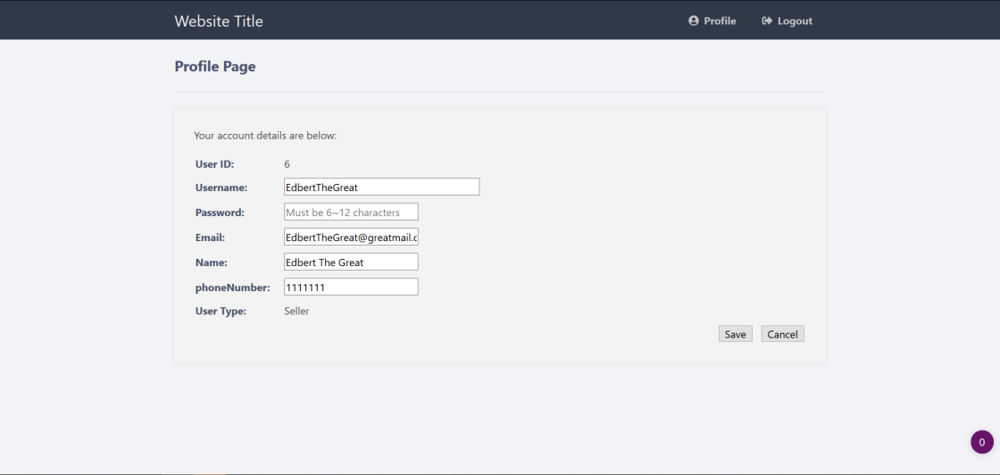 Website Title
Profile
Logout
Profile Page
Your account details are below:
User ID: 6
Username: EdbertTheGreat
Password: Must be 6~12 characters
Email: EdbertTheGreat@greatmail.c
Name: Edbert The Great
phoneNumber: 1111111
User Type: Seller
Save
Cancel
0